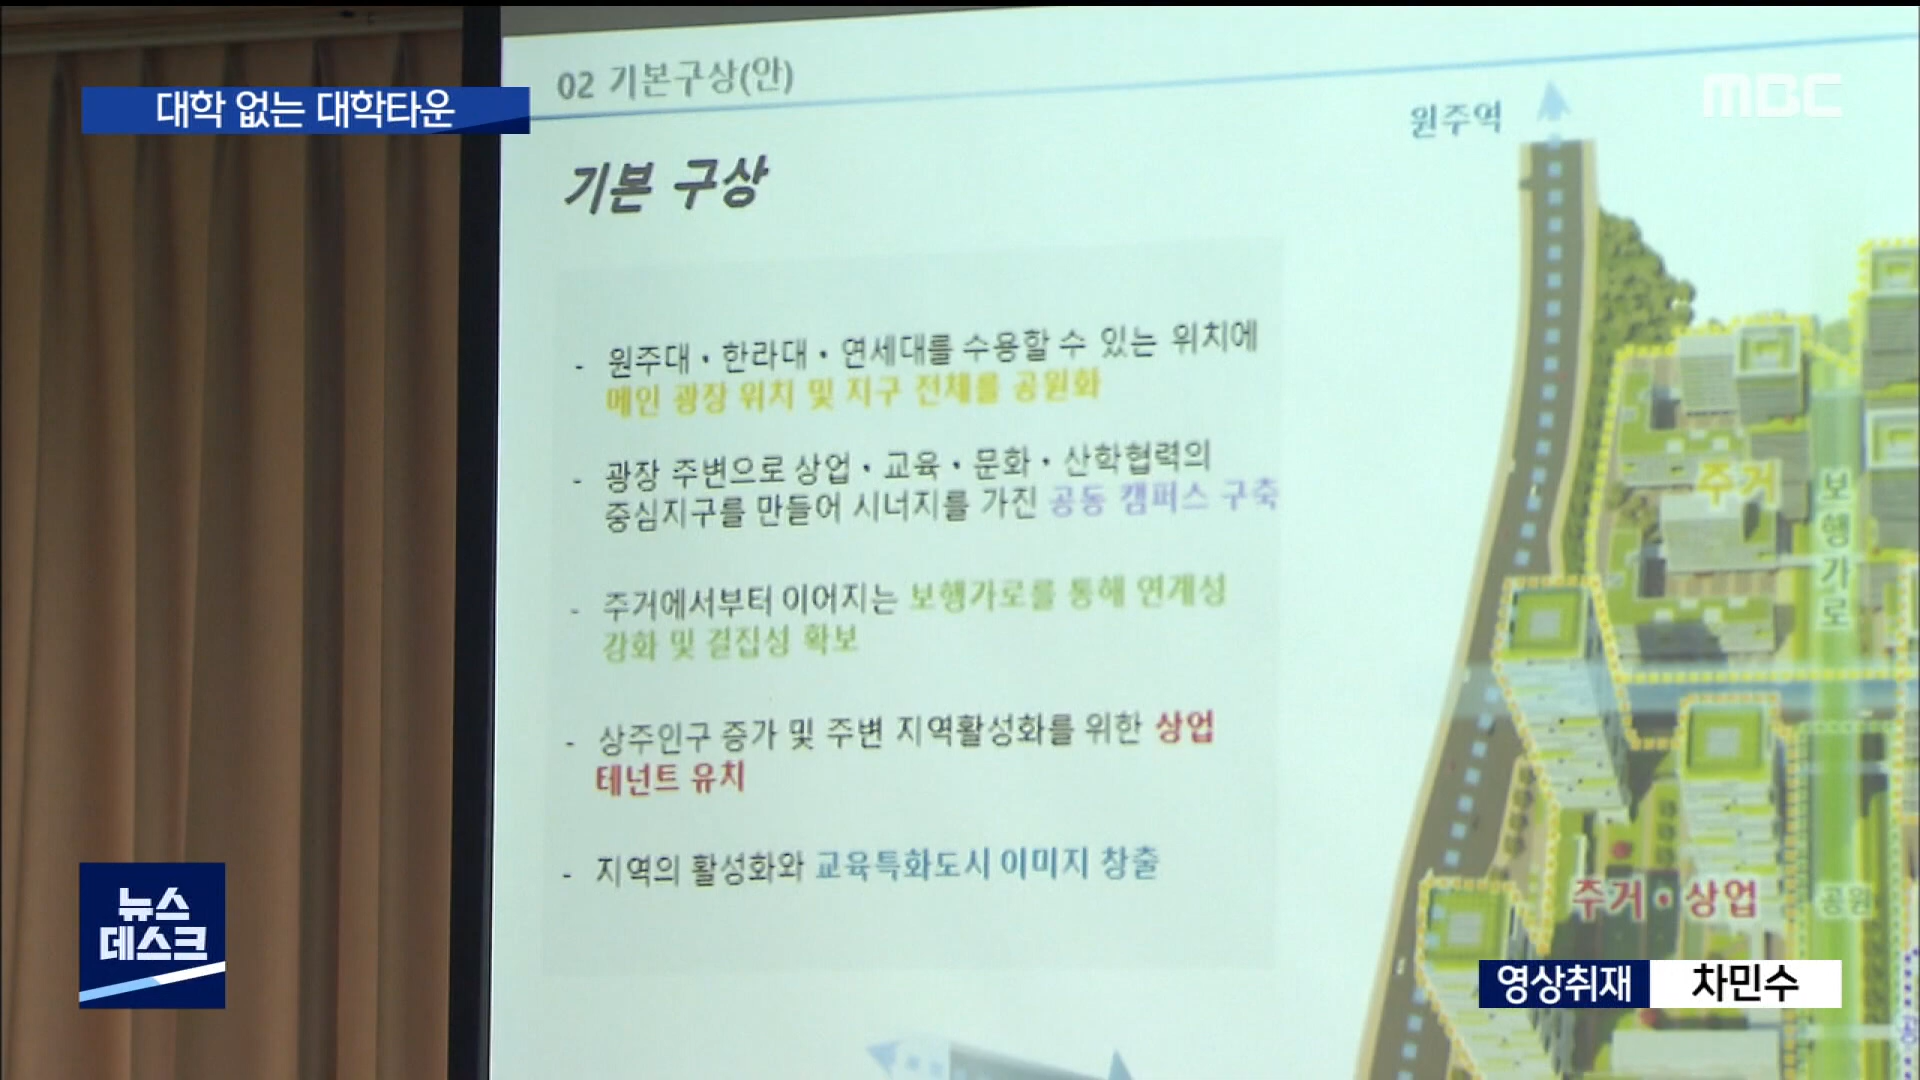 대학 없는 대학타운
MBC
02 기본구상(안)
원주역
기본 구상
- 원주대·한라대·연세대를 수용할 수 있는 위치에
메인 광장 위치 및 지구 전체를 공원화
- 광장 주변으로 상업·교육·문화·산학협력의
중심지구를 만들어 시너지를 가진 공동 캠퍼스 구축
- 주거에서부터 이어지는 보행가로를 통해 연계성
강화 및 결집성 확보
- 상주인구 증가 및 주변 지역활성화를 위한 상업
테넌트 유치
- 지역의 활성화와 교육특화도시 이미지 창출
주거
보행가로
주거·상업
공원
뉴스
데스크
영상취재 차민수